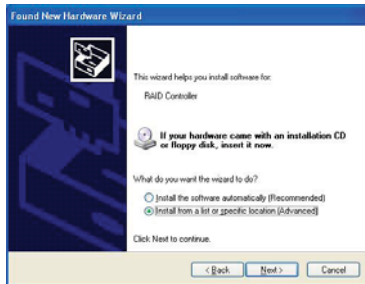 Found New Hardware Wizard
This wizard helps you install software for:
RAID Controller
If your hardware came with an installation CD
or floppy disk, insert it now.
What do you want the wizard to do?
Install the software automatically (Recommended)
Install from a list or specific location (Advanced)
Click Next to continue.
< Back Next > Cancel